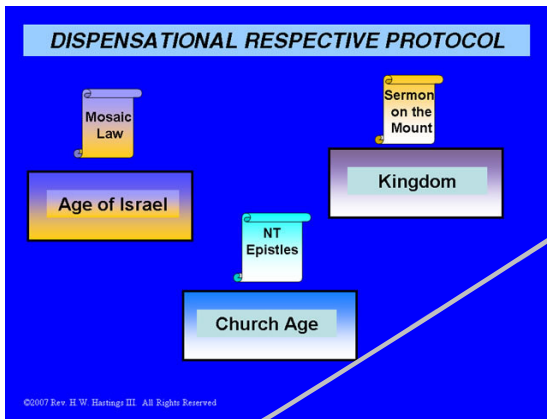 DISPENSATIONAL RESPECTIVE PROTOCOL
Mosaic
Law
Age of Israel
Sermon
on the
Mount
Kingdom
NT
Epistles
Church Age
©2007 Rev. H.W. Hastings III. All Rights Reserved